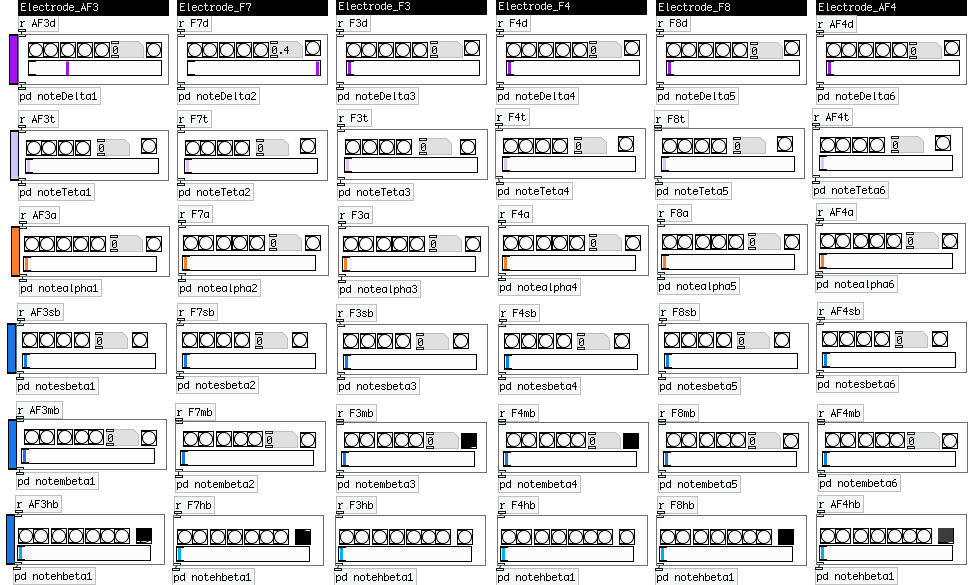 Electrode_AF3 Electrode_F7 Electrode_F3 Electrode_F4 Electrode_F8 Electrode_AF4
r AF3d r F7d r F3d r F4d r F8d r AF4d
0 0.4 0 0 0 0
pd noteDelta1 pd noteDelta2 pd noteDelta3 pd noteDelta4 pd noteDelta5 pd noteDelta6
r AF3t r F7t r F3t r F4t r F8t r AF4t
0 0 0 0 0 0
pd noteTeta1 pd noteTeta2 pd noteTeta3 pd noteTeta4 pd noteTeta5 pd noteTeta6
r AF3a r F7a r F3a r F4a r F8a r AF4a
0 0 0 0 0 0
pd notealpha1 pd notealpha2 pd notealpha3 pd notealpha4 pd notealpha5 pd notealpha6
r AF3sb r F7sb r F3sb r F4sb r F8sb r AF4sb
0 0 0 0 0 0
pd notesbeta1 pd notesbeta2 pd notesbeta3 pd notesbeta4 pd notesbeta5 pd notesbeta6
r AF3mb r F7mb r F3mb r F4mb r F8mb r AF4mb
0 0 0 0 0 0
pd notembeta1 pd notembeta2 pd notembeta3 pd notembeta4 pd notembeta5 pd notembeta6
r AF3hb r F7hb r F3hb r F4hb r F8hb r AF4hb
pd notehbeta1 pd notehbeta1 pd notehbeta1 pd notehbeta1 pd notehbeta1 pd notehbeta1